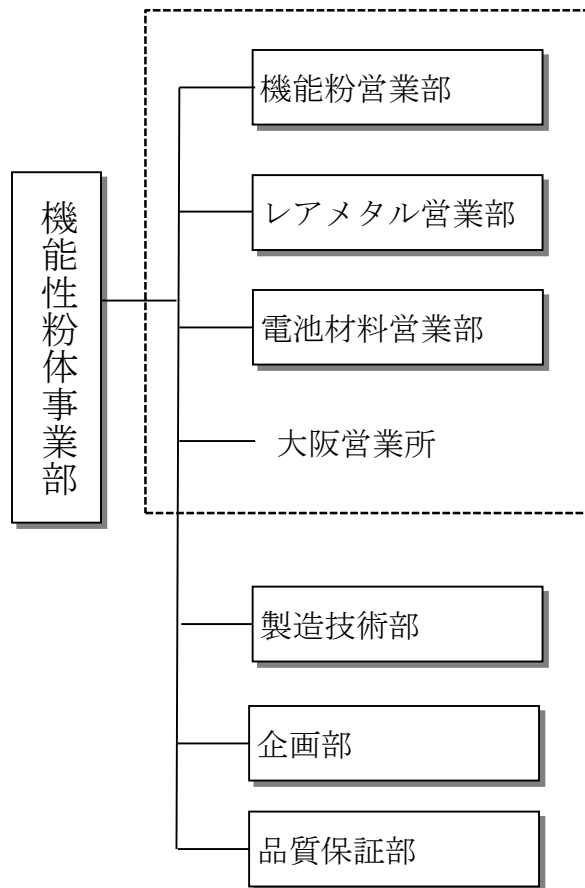 機能性粉体事業部
機能粉営業部
レアメタル営業部
電池材料営業部
大阪営業所
製造技術部
企画部
品質保証部